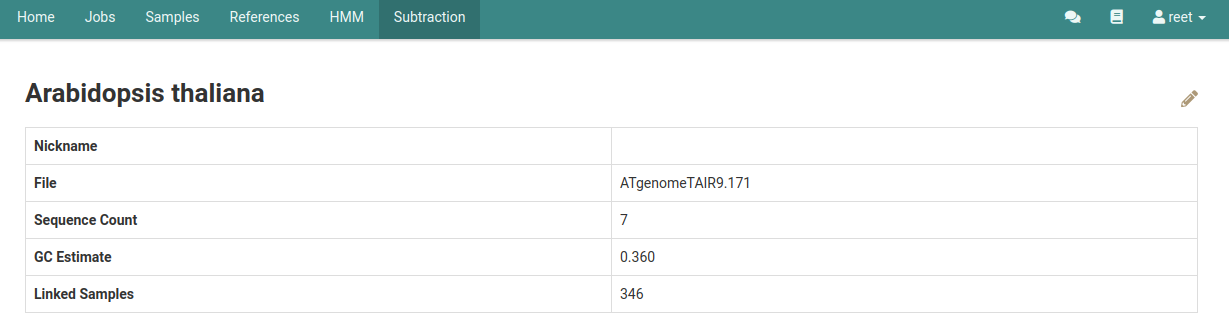 Home Jobs Samples References HMM Subtraction reet
Arabidopsis thaliana
Nickname
File ATgenomeTAIR9.171
Sequence Count 7
GC Estimate 0.360
Linked Samples 346